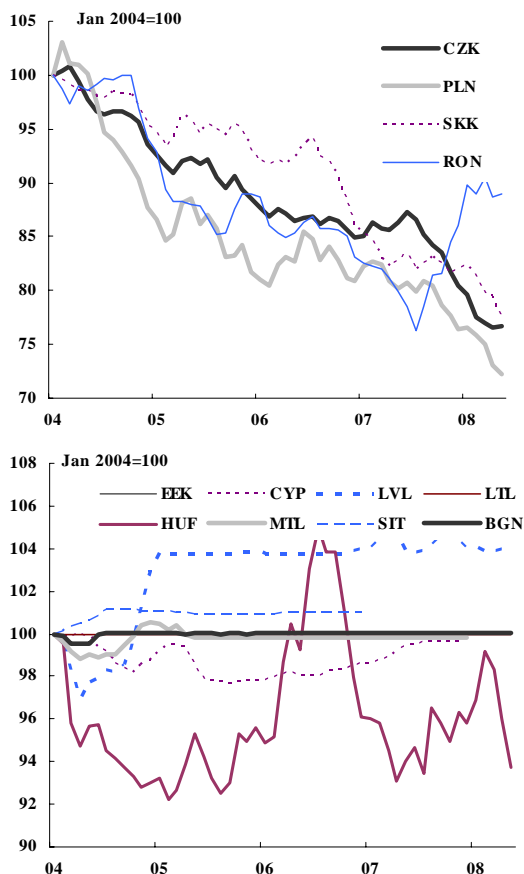 Jan 2004=100
105
100
95
90
85
80
75
70
04 05 06 07 08
CZK
PLN
SKK
RON
Jan 2004=100
108
106
104
102
100
98
96
94
92
90
04 05 06 07 08
EEK CYP LVL LTL
HUF MTL SIT BGN